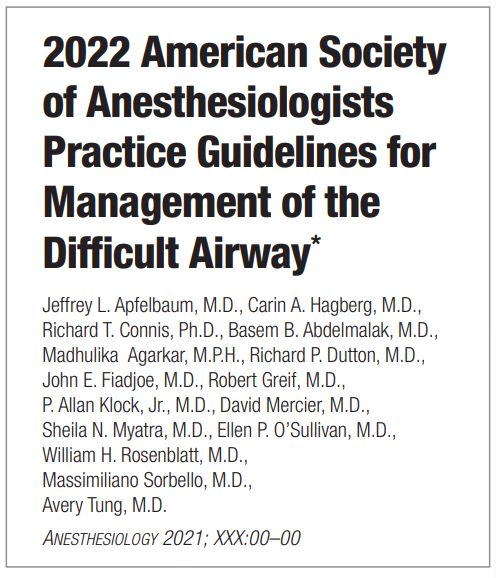 2022 American Society
of Anesthesiologists
Practice Guidelines for
Management of the
Difficult Airway*
Jeffrey L. Apfelbaum, M.D., Carin A. Hagberg, M.D.,
Richard T. Connis, Ph.D., Basem B. Abdelmalak, M.D.,
Madhulika Agarkar, M.P.H., Richard P. Dutton, M.D.,
John E. Fiadjoe, M.D., Robert Greif, M.D.,
P. Allan Klock, Jr., M.D., David Mercier, M.D.,
Sheila N. Myatra, M.D., Ellen P. O’Sullivan, M.D.,
William H. Rosenblatt, M.D.,
Massimiliano Sorbello, M.D.,
Avery Tung, M.D.
ANESTHESIOLOGY 2021; XXX:00–00